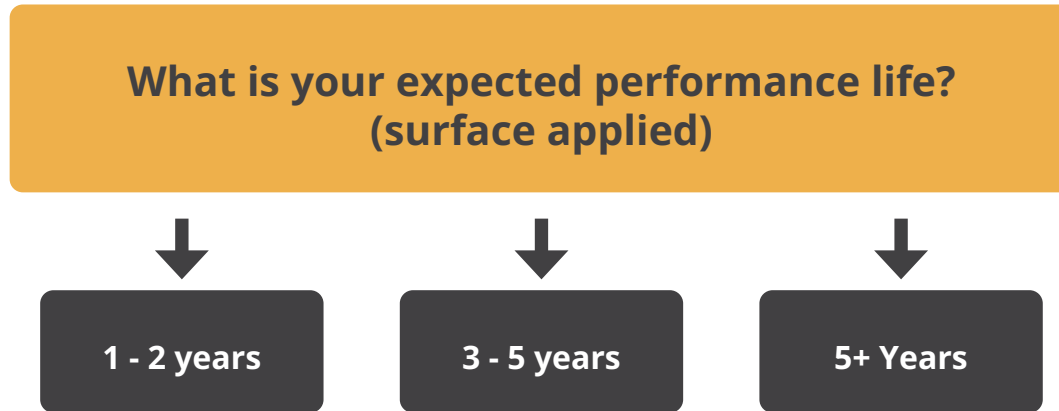 What is your expected performance life?
(surface applied)
1 - 2 years
3 - 5 years
5+ Years